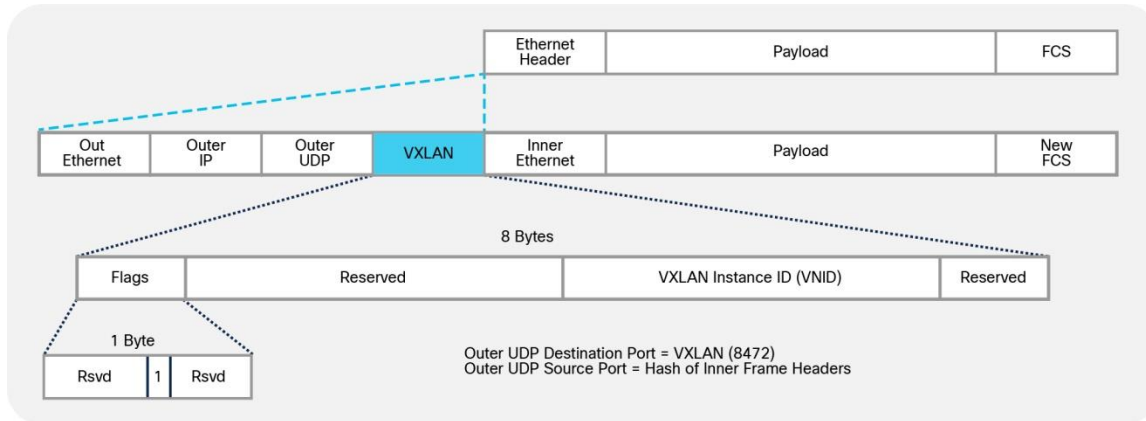 Ethernet
Header
Payload
FCS
Out
Ethernet
Outer
IP
Outer
UDP
VXLAN
Inner
Ethernet
Payload
New
FCS
8 Bytes
Flags
Reserved
VXLAN Instance ID (VNID)
Reserved
1 Byte
Rsvd
1
Rsvd
Outer UDP Destination Port = VXLAN (8472)
Outer UDP Source Port = Hash of Inner Frame Headers